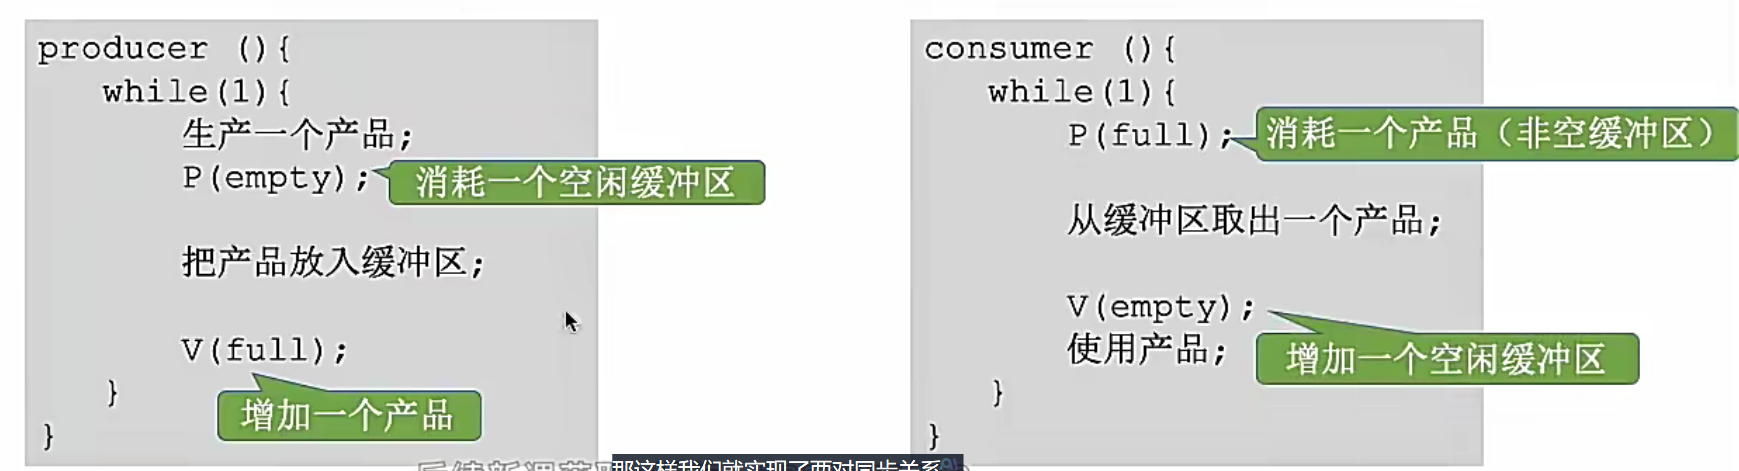 producer (){
while(1){
生产一个产品;
P(empty);
消耗一个空闲缓冲区
把产品放入缓冲区;
V(full);
增加一个产品
}
}
consumer (){
while(1){
P(full);
消耗一个产品（非空缓冲区）
从缓冲区取出一个产品;
V(empty);
使用产品;
增加一个空闲缓冲区
}
}
那这样我们就实现了两对同步关系